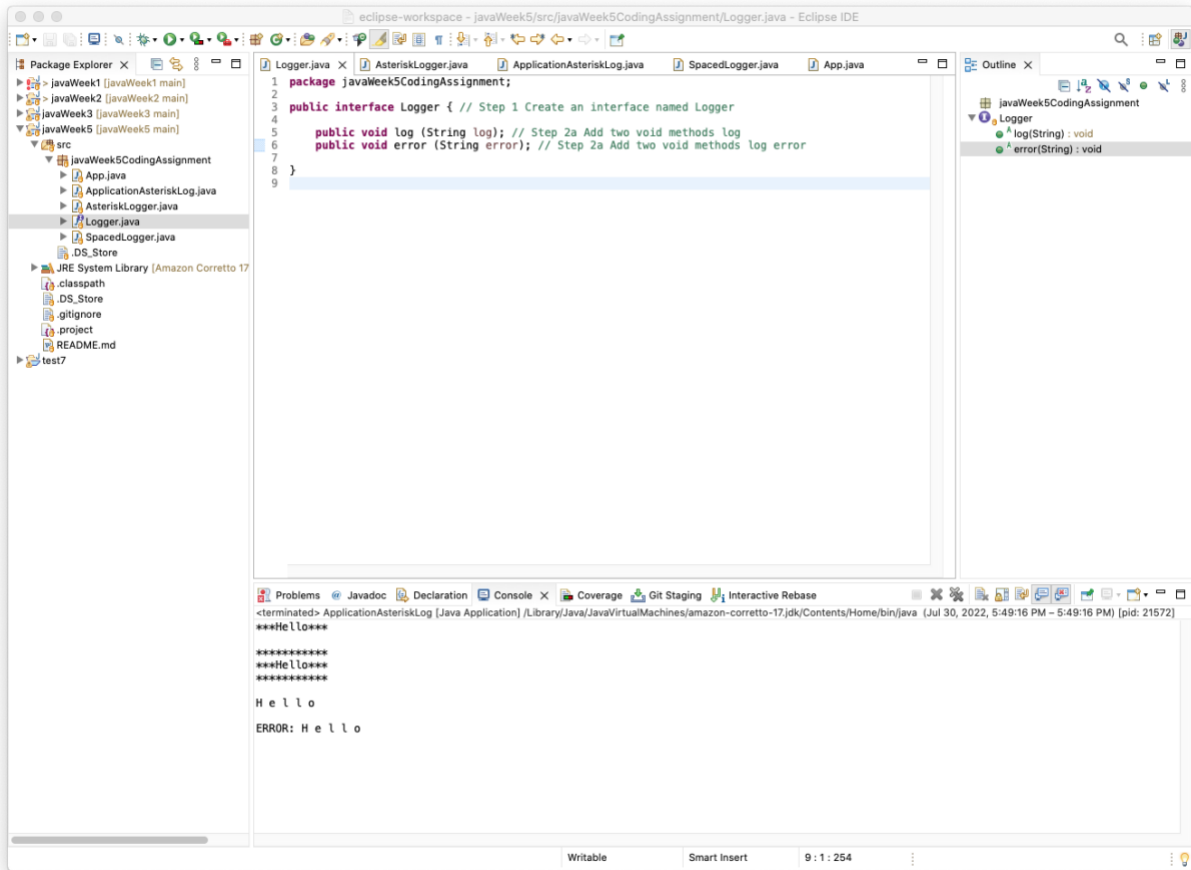 eclipse-workspace - javaWeek5/src/javaWeek5CodingAssignment/Logger.java - Eclipse IDE
Package Explorer
> javaWeek1 [javaWeek1 main]
> javaWeek2 [javaWeek2 main]
javaWeek3 [javaWeek3 main]
javaWeek5 [javaWeek5 main]
src
javaWeek5CodingAssignment
App.java
ApplicationAsteriskLog.java
AsteriskLogger.java
Logger.java
SpacedLogger.java
.DS_Store
JRE System Library [Amazon Corretto 17
.classpath
.DS_Store
.gitignore
.project
README.md
test7
Logger.java AsteriskLogger.java ApplicationAsteriskLog.java SpacedLogger.java App.java
1 package javaWeek5CodingAssignment;
2
3 public interface Logger { // Step 1 Create an interface named Logger
4
5 public void log (String log); // Step 2a Add two void methods log
6 public void error (String error); // Step 2a Add two void methods log error
7
8 }
9
Outline
javaWeek5CodingAssignment
Logger
log(String) : void
error(String) : void
Problems Javadoc Declaration Console Coverage Git Staging Interactive Rebase
<terminated> ApplicationAsteriskLog [Java Application] /Library/Java/JavaVirtualMachines/amazon-corretto-17.jdk/Contents/Home/bin/java (Jul 30, 2022, 5:49:16 PM – 5:49:16 PM) [pid: 21572]
***Hello***
***********
***Hello***
***********
H e l l o
ERROR: H e l l o
Writable Smart Insert 9 : 1 : 254